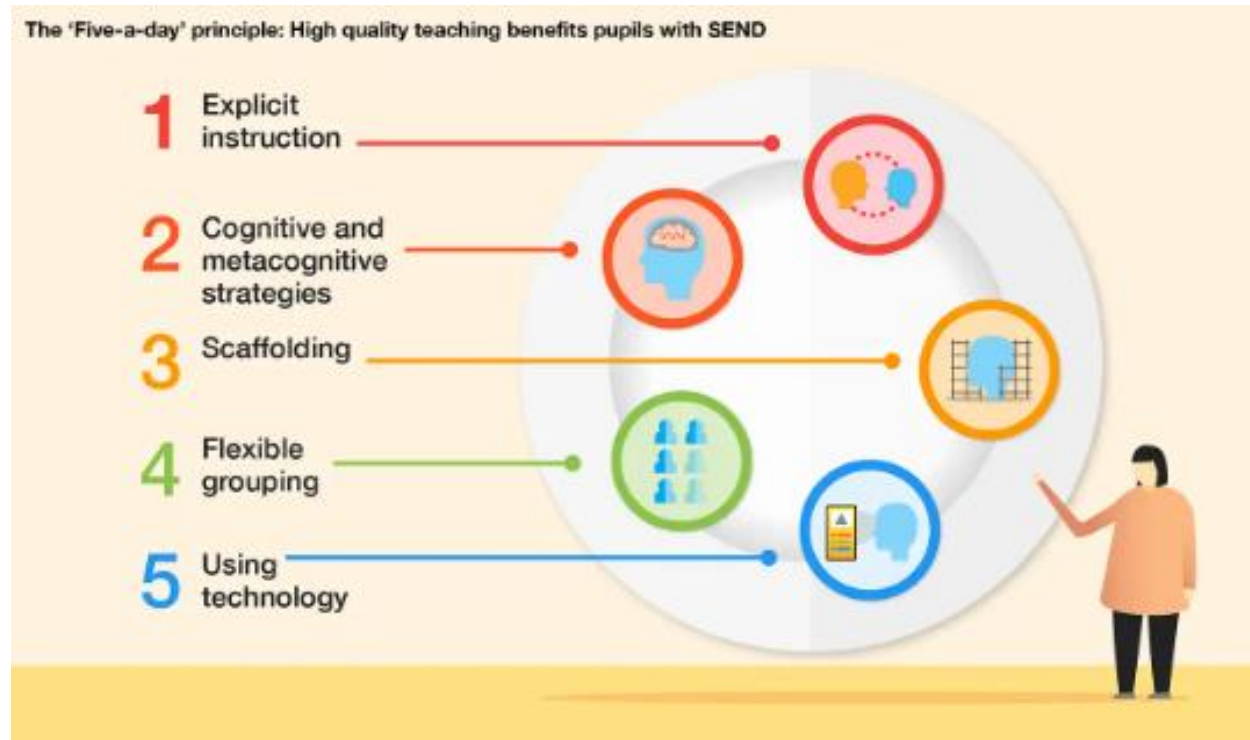 The 'Five-a-day' principle: High quality teaching benefits pupils with SEND
1 Explicit
instruction
2 Cognitive and
metacognitive
strategies
3 Scaffolding
4 Flexible
grouping
5 Using
technology